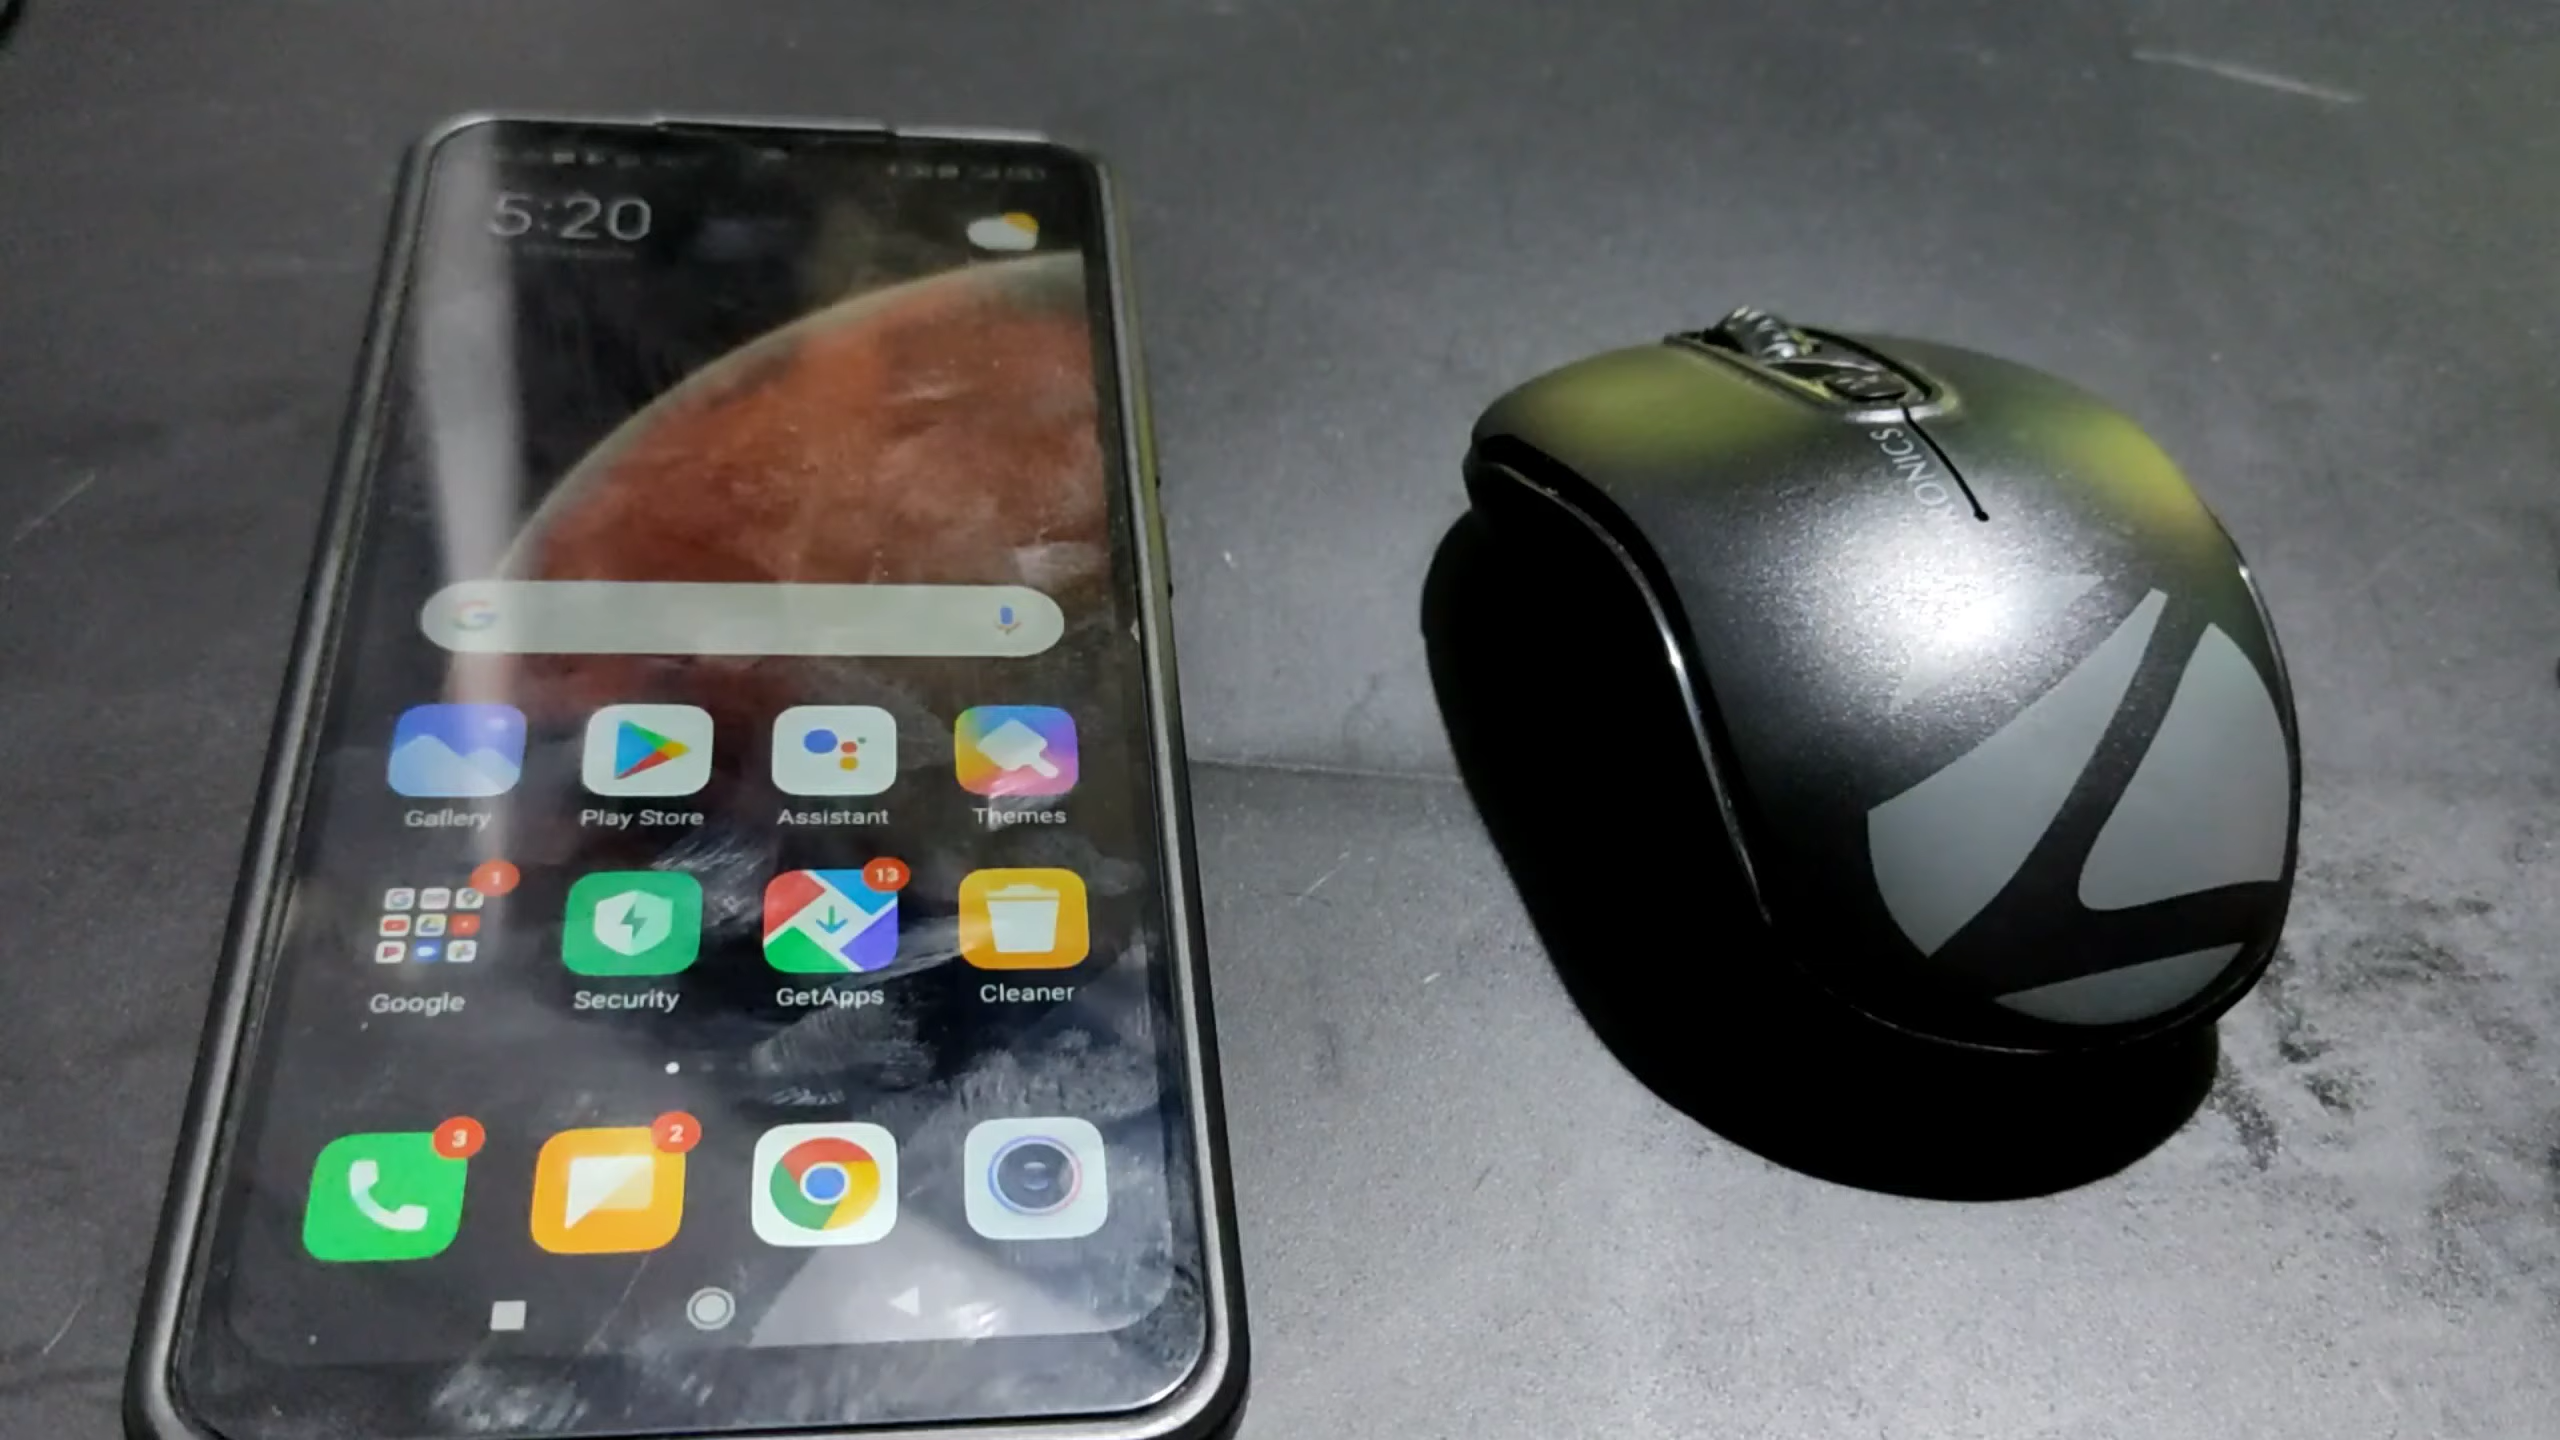 5:20
Gallery Play Store Assistant Themes
1 13
Google Security GetApps Cleaner
3 2
ONICS